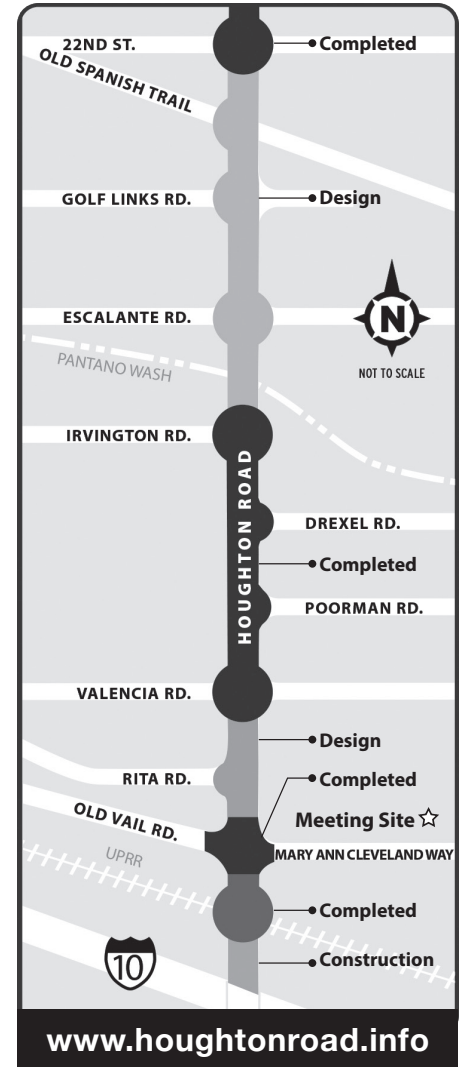 22ND ST.
Completed
OLD SPANISH TRAIL
GOLF LINKS RD.
Design
ESCALANTE RD.
N
NOT TO SCALE
PANTANO WASH
IRVINGTON RD.
HOUGHTON ROAD
DREXEL RD.
Completed
POORMAN RD.
VALENCIA RD.
Design
RITA RD.
Completed
OLD VAIL RD.
Meeting Site
UPRR
MARY ANN CLEVELAND WAY
Completed
10
Construction
www.houghtonroad.info